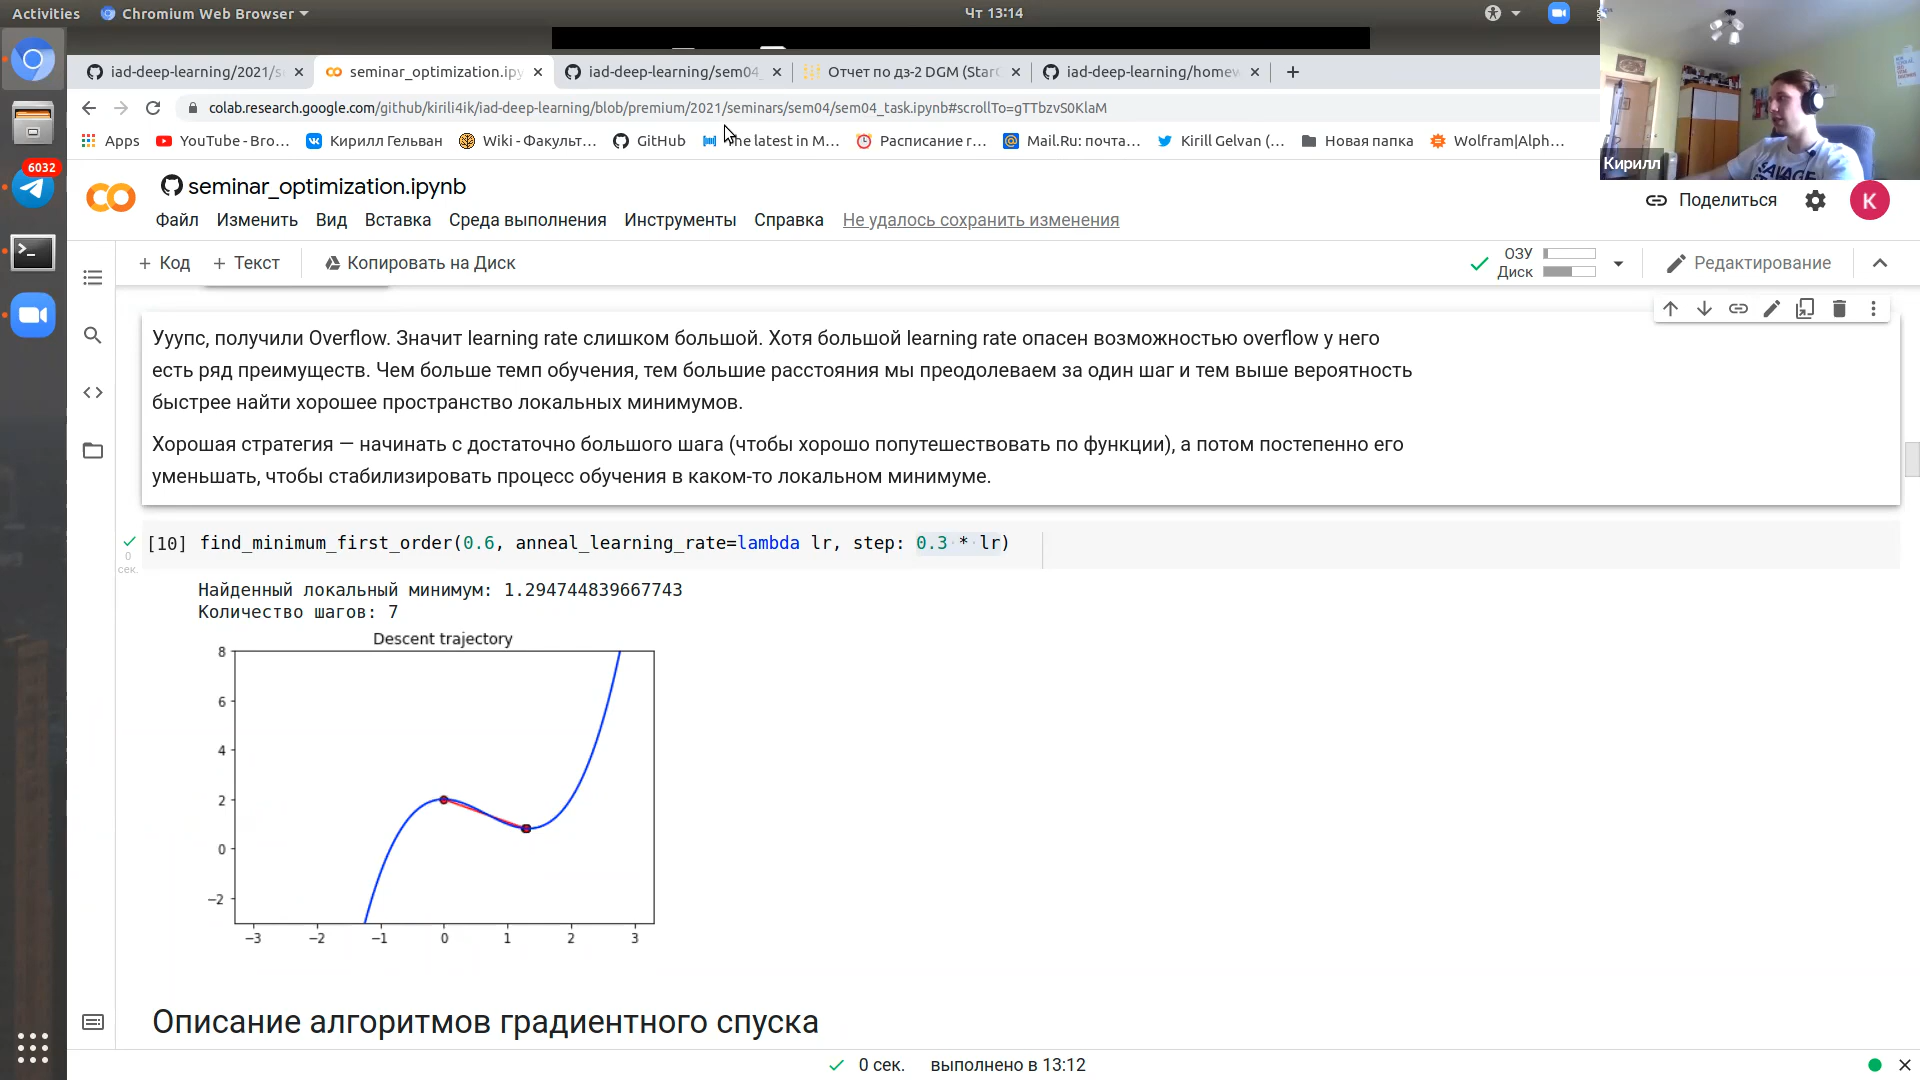 Activities
Chromium Web Browser
Чт 13:14
iad-deep-learning/2021/s
seminar_optimization.ipy
iad-deep-learning/sem04
Отчет по дз-2 DGM (Star
iad-deep-learning/homew
colab.research.google.com/github/kirili4ik/iad-deep-learning/blob/premium/2021/seminars/sem04/sem04_task.ipynb#scrollTo=gTTbzvS0KlaM
Apps
YouTube - Bro...
Кирилл Гельван
Wiki - Факульт...
GitHub
he latest in M...
Расписание г...
Mail.Ru: почта...
Kirill Gelvan (...
Новая папка
Wolfram|Alph...
Кирилл
6032
seminar_optimization.ipynb
Файл
Изменить
Вид
Вставка
Среда выполнения
Инструменты
Справка
Не удалось сохранить изменения
Поделиться
K
+ Код
+ Текст
Копировать на Диск
ОЗУ
Диск
Редактирование
Ууупс, получили Overflow. Значит learning rate слишком большой. Хотя большой learning rate опасен возможностью overflow у него
есть ряд преимуществ. Чем больше темп обучения, тем большие расстояния мы преодолеваем за один шаг и тем выше вероятность
быстрее найти хорошее пространство локальных минимумов.
Хорошая стратегия — начинать с достаточно большого шага (чтобы хорошо попутешествовать по функции), а потом постепенно его
уменьшать, чтобы стабилизировать процесс обучения в каком-то локальном минимуме.
0
сек.
[10] find_minimum_first_order(0.6, anneal_learning_rate=lambda lr, step: 0.3 * lr)
Найденный локальный минимум: 1.294744839667743
Количество шагов: 7
Descent trajectory
8
6
4
2
0
−2
−3 −2 −1 0 1 2 3
Описание алгоритмов градиентного спуска
0 сек.
выполнено в 13:12